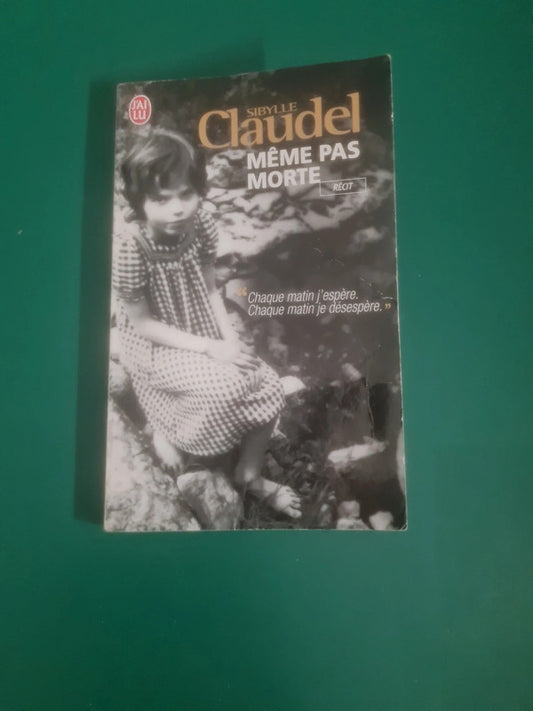 J'AI
LU
SIBYLLE
Claudel
MÊME PAS
MORTE
RÉCIT
“ Chaque matin j'espère.
Chaque matin je désespère. ”